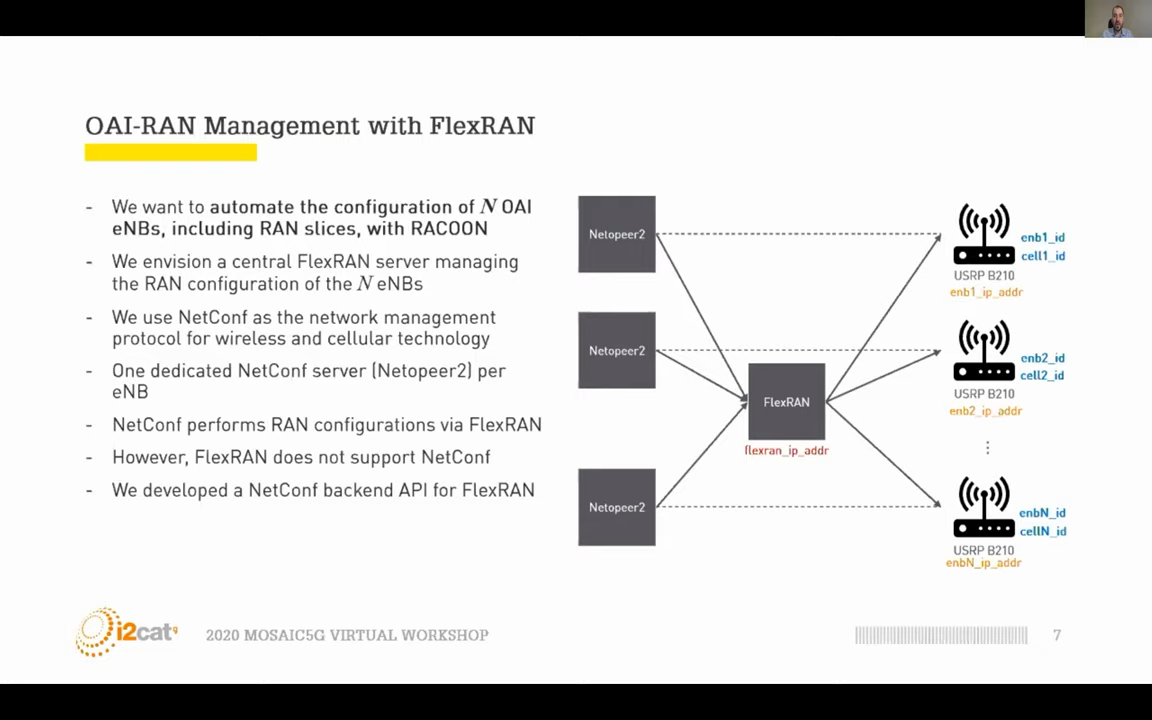 OAI-RAN Management with FlexRAN
- We want to automate the configuration of N OAI
eNBs, including RAN slices, with RACOON
- We envision a central FlexRAN server managing
the RAN configuration of the N eNBs
- We use NetConf as the network management
protocol for wireless and cellular technology
- One dedicated NetConf server (Netopeer2) per
eNB
- NetConf performs RAN configurations via FlexRAN
- However, FlexRAN does not support NetConf
- We developed a NetConf backend API for FlexRAN
Netopeer2
Netopeer2
Netopeer2
FlexRAN
flexran_ip_addr
enb1_id
cell1_id
USRP B210
enb1_ip_addr
enb2_id
cell2_id
USRP B210
enb2_ip_addr
⋮
enbN_id
cellN_id
USRP B210
enbN_ip_addr
i2cat
2020 MOSAIC5G VIRTUAL WORKSHOP
7